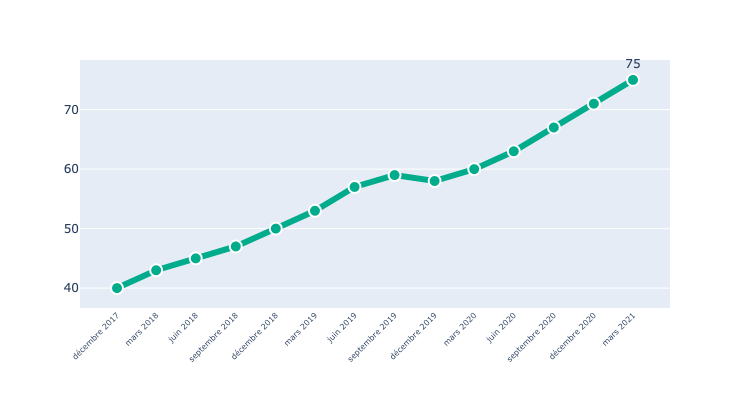 75
70
60
50
40
décembre 2017
mars 2018
juin 2018
septembre 2018
décembre 2018
mars 2019
juin 2019
septembre 2019
décembre 2019
mars 2020
juin 2020
septembre 2020
décembre 2020
mars 2021